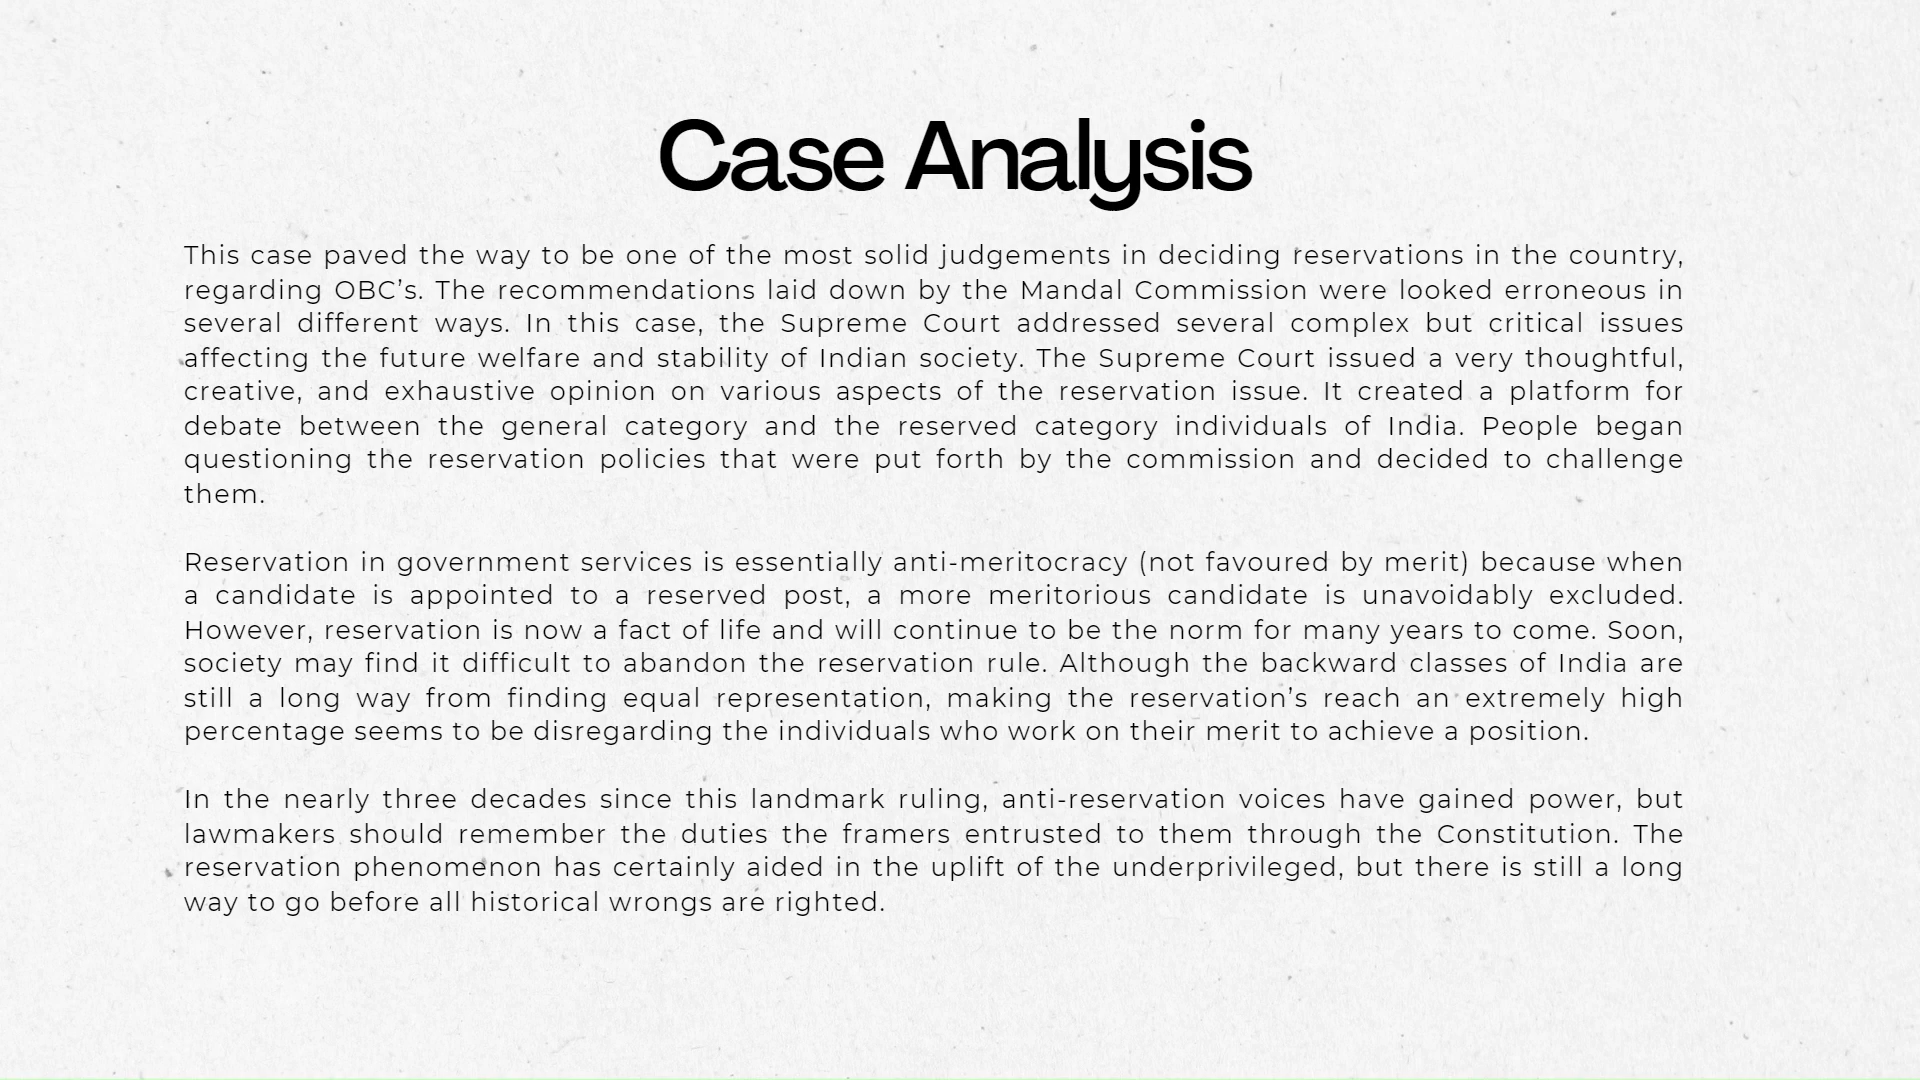 Case Analysis
This case paved the way to be one of the most solid judgements in deciding reservations in the country,
regarding OBC’s. The recommendations laid down by the Mandal Commission were looked erroneous in
several different ways. In this case, the Supreme Court addressed several complex but critical issues
affecting the future welfare and stability of Indian society. The Supreme Court issued a very thoughtful,
creative, and exhaustive opinion on various aspects of the reservation issue. It created a platform for
debate between the general category and the reserved category individuals of India. People began
questioning the reservation policies that were put forth by the commission and decided to challenge
them.
Reservation in government services is essentially anti-meritocracy (not favoured by merit) because when
a candidate is appointed to a reserved post, a more meritorious candidate is unavoidably excluded.
However, reservation is now a fact of life and will continue to be the norm for many years to come. Soon,
society may find it difficult to abandon the reservation rule. Although the backward classes of India are
still a long way from finding equal representation, making the reservation’s reach an extremely high
percentage seems to be disregarding the individuals who work on their merit to achieve a position.
In the nearly three decades since this landmark ruling, anti-reservation voices have gained power, but
lawmakers should remember the duties the framers entrusted to them through the Constitution. The
reservation phenomenon has certainly aided in the uplift of the underprivileged, but there is still a long
way to go before all historical wrongs are righted.